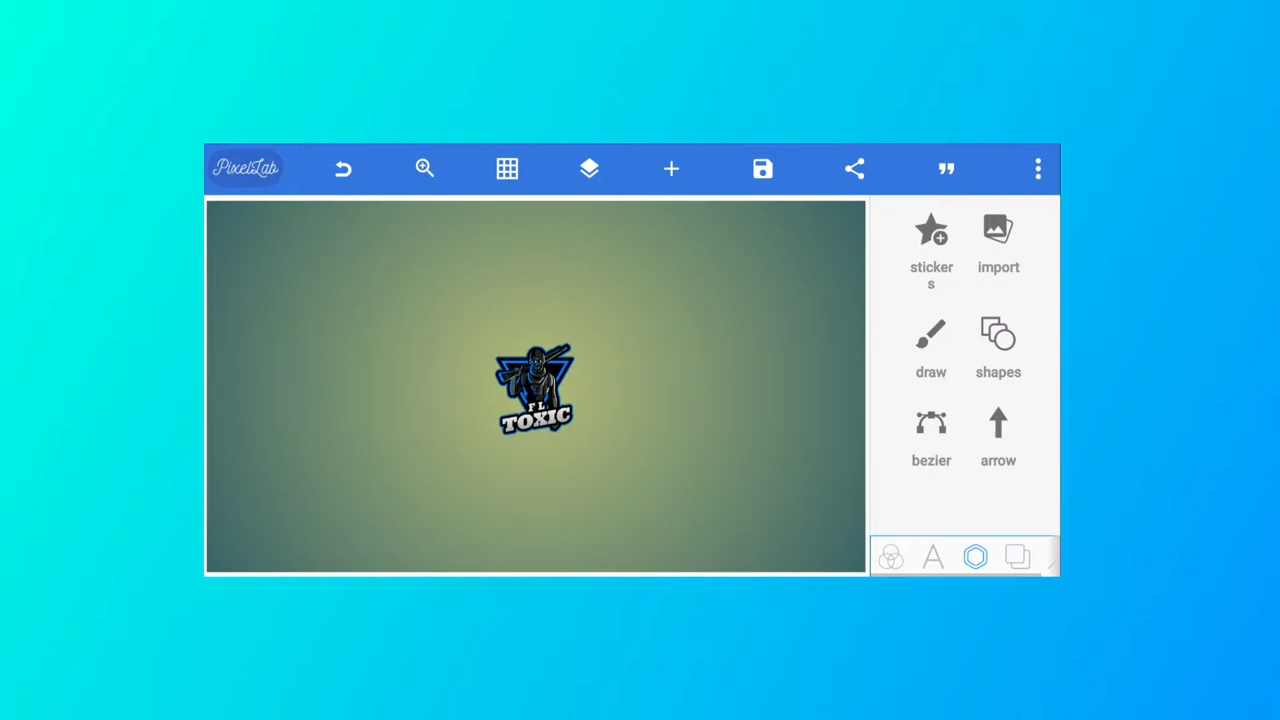 PixelLab
sticker
s
import
draw
shapes
bezier
arrow
F L
TOXIC